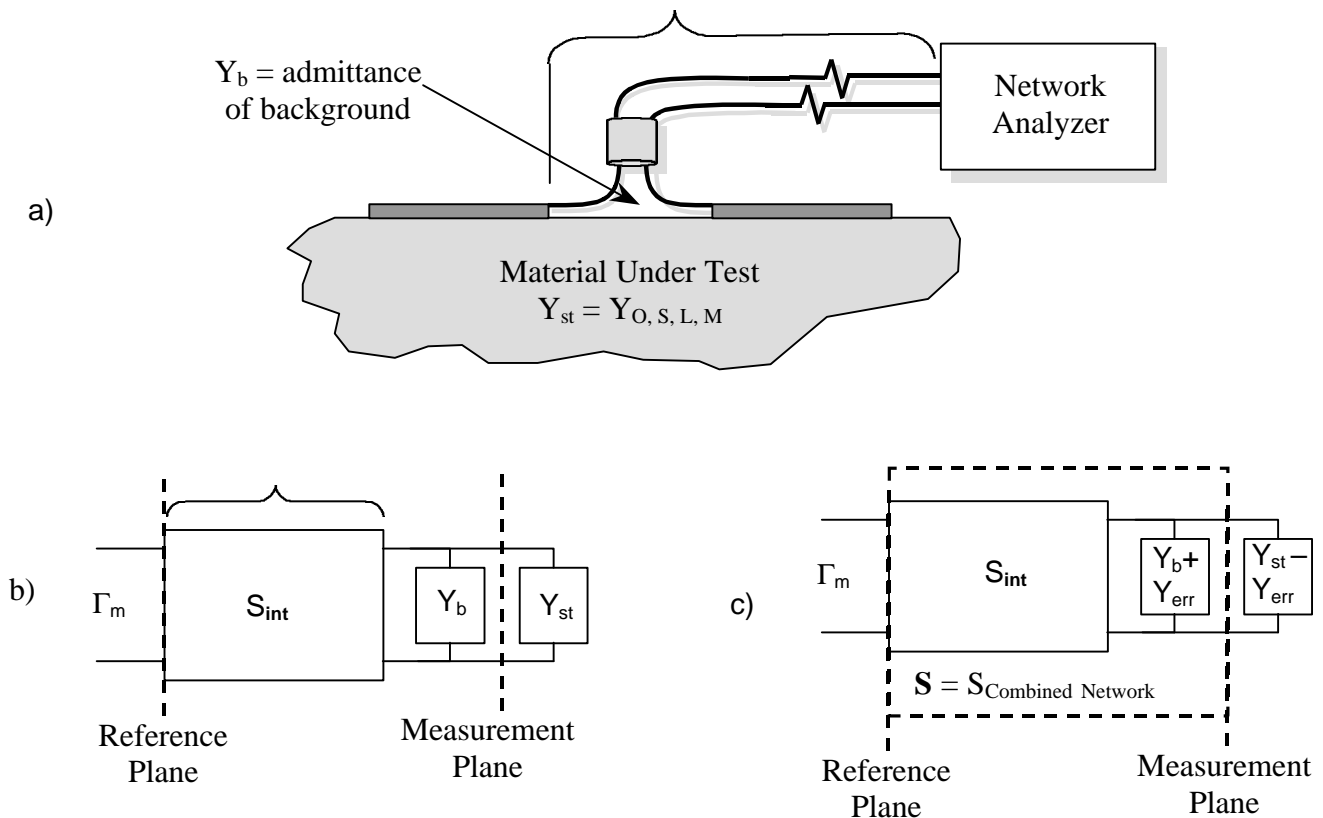 Y_b = admittance
of background
Network
Analyzer
a)
Material Under Test
Y_st = Y_O, S, L, M
b)
Γ_m
S_int
Y_b
Y_st
Reference
Plane
Measurement
Plane
c)
Γ_m
S_int
Y_b+
Y_err
Y_st−
Y_err
S = S_Combined Network
Reference
Plane
Measurement
Plane